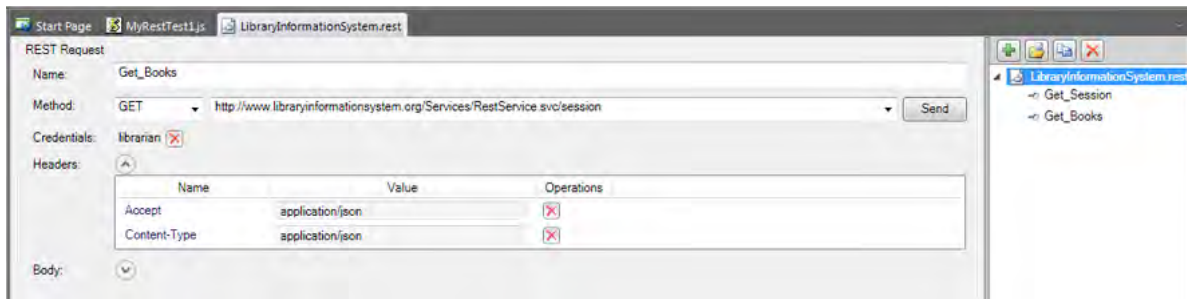 Start Page MyRestTest1.js LibraryInformationSystem.rest
REST Request
Name: Get_Books
Method: GET http://www.libraryinformationsystem.org/Services/RestService.svc/session Send
Credentials: librarian
Headers:
Name Value Operations
Accept application/json
Content-Type application/json
Body:
LibraryInformationSystem.rest
Get_Session
Get_Books